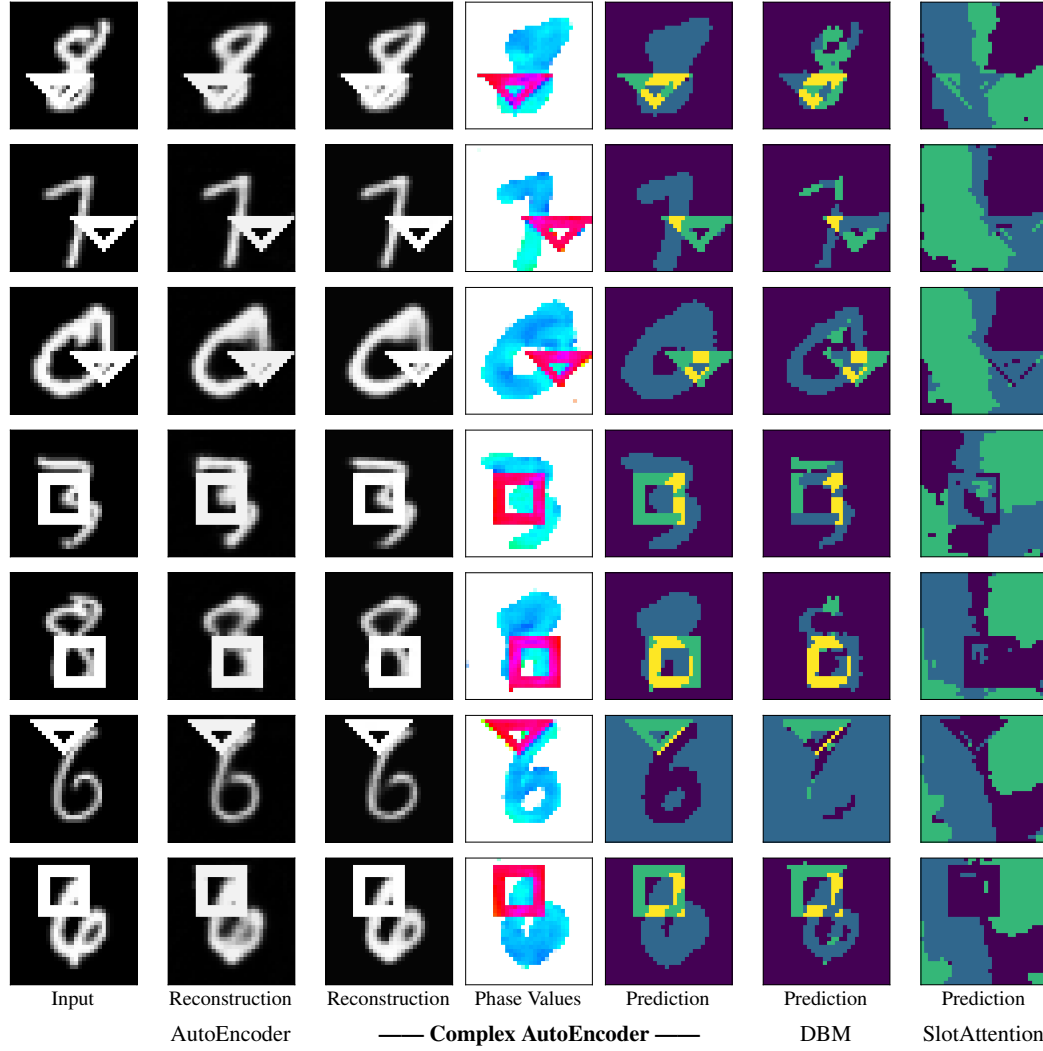 Input Reconstruction Reconstruction Phase Values Prediction Prediction Prediction
AutoEncoder —— Complex AutoEncoder —— DBM SlotAttention